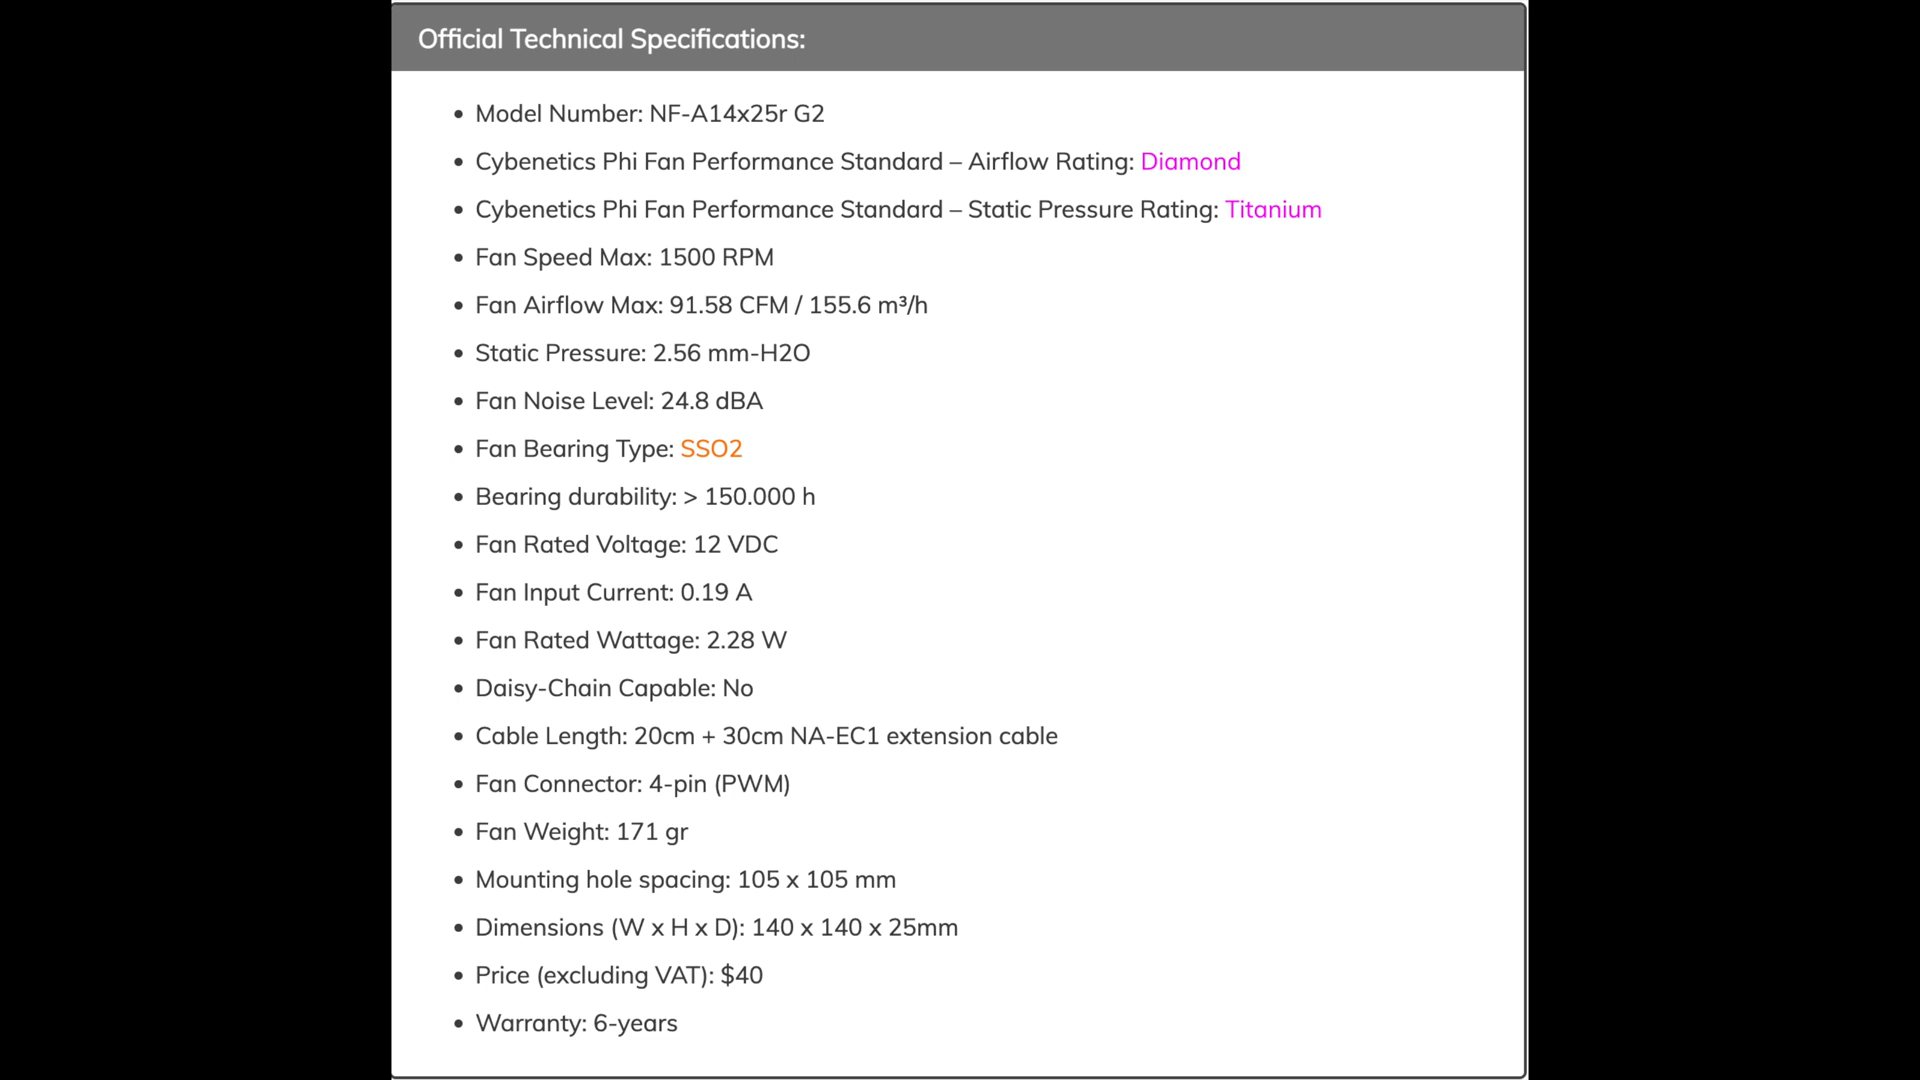 Official Technical Specifications:
• Model Number: NF-A14x25r G2
• Cybenetics Phi Fan Performance Standard – Airflow Rating: Diamond
• Cybenetics Phi Fan Performance Standard – Static Pressure Rating: Titanium
• Fan Speed Max: 1500 RPM
• Fan Airflow Max: 91.58 CFM / 155.6 m³/h
• Static Pressure: 2.56 mm-H2O
• Fan Noise Level: 24.8 dBA
• Fan Bearing Type: SSO2
• Bearing durability: > 150.000 h
• Fan Rated Voltage: 12 VDC
• Fan Input Current: 0.19 A
• Fan Rated Wattage: 2.28 W
• Daisy-Chain Capable: No
• Cable Length: 20cm + 30cm NA-EC1 extension cable
• Fan Connector: 4-pin (PWM)
• Fan Weight: 171 gr
• Mounting hole spacing: 105 x 105 mm
• Dimensions (W x H x D): 140 x 140 x 25mm
• Price (excluding VAT): $40
• Warranty: 6-years